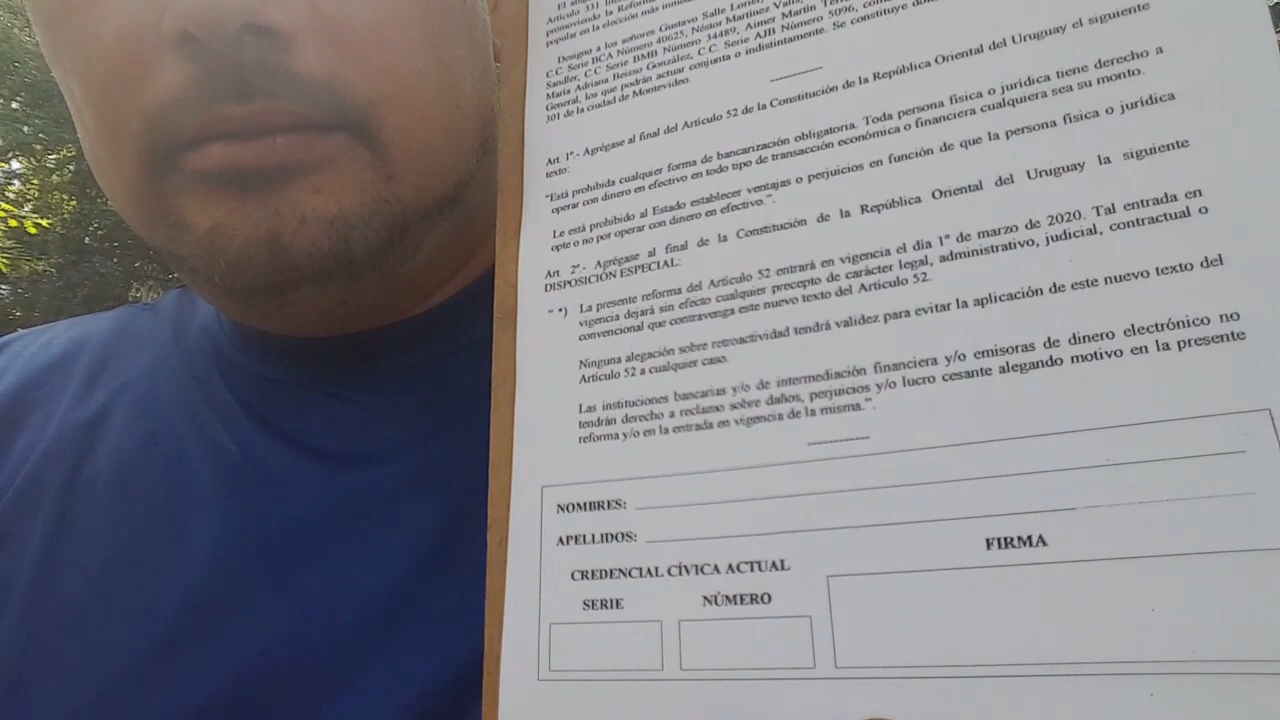 Artículo 331
promoviendo la Reforma
popular en la elección más
Designo a los señores Gustavo Salle
C.C. Serie BCA Número 40625, Néstor Martínez
Sandler, C.C Serie BMB Número 34489, Aimer Martín
María Adriana Beisso González, C.C. Serie AJB Número 5096,
General, los que podrán actuar conjunta o indistintamente. Se constituye
301 de la ciudad de Montevideo.
------------
Art. 1º.- Agrégase al final del Artículo 52 de la Constitución de la República Oriental del Uruguay el siguiente
texto:
"Está prohibida cualquier forma de bancarización obligatoria. Toda persona física o jurídica tiene derecho a
operar con dinero en efectivo en todo tipo de transacción económica o financiera cualquiera sea su monto.
Le está prohibido al Estado establecer ventajas o perjuicios en función de que la persona física o jurídica
opte o no por operar con dinero en efectivo.".
Art. 2º.- Agrégase al final de la Constitución de la República Oriental del Uruguay la siguiente
DISPOSICIÓN ESPECIAL:
" *) La presente reforma del Artículo 52 entrará en vigencia el día 1º de marzo de 2020. Tal entrada en
vigencia dejará sin efecto cualquier precepto de carácter legal, administrativo, judicial, contractual o
convencional que contravenga este nuevo texto del Artículo 52.
Ninguna alegación sobre retroactividad tendrá validez para evitar la aplicación de este nuevo texto del
Artículo 52 a cualquier caso.
Las instituciones bancarias y/o de intermediación financiera y/o emisoras de dinero electrónico no
tendrán derecho a reclamo sobre daños, perjuicios y/o lucro cesante alegando motivo en la presente
reforma y/o en la entrada en vigencia de la misma.".
------------
NOMBRES:
APELLIDOS:
CREDENCIAL CÍVICA ACTUAL
FIRMA
SERIE
NÚMERO